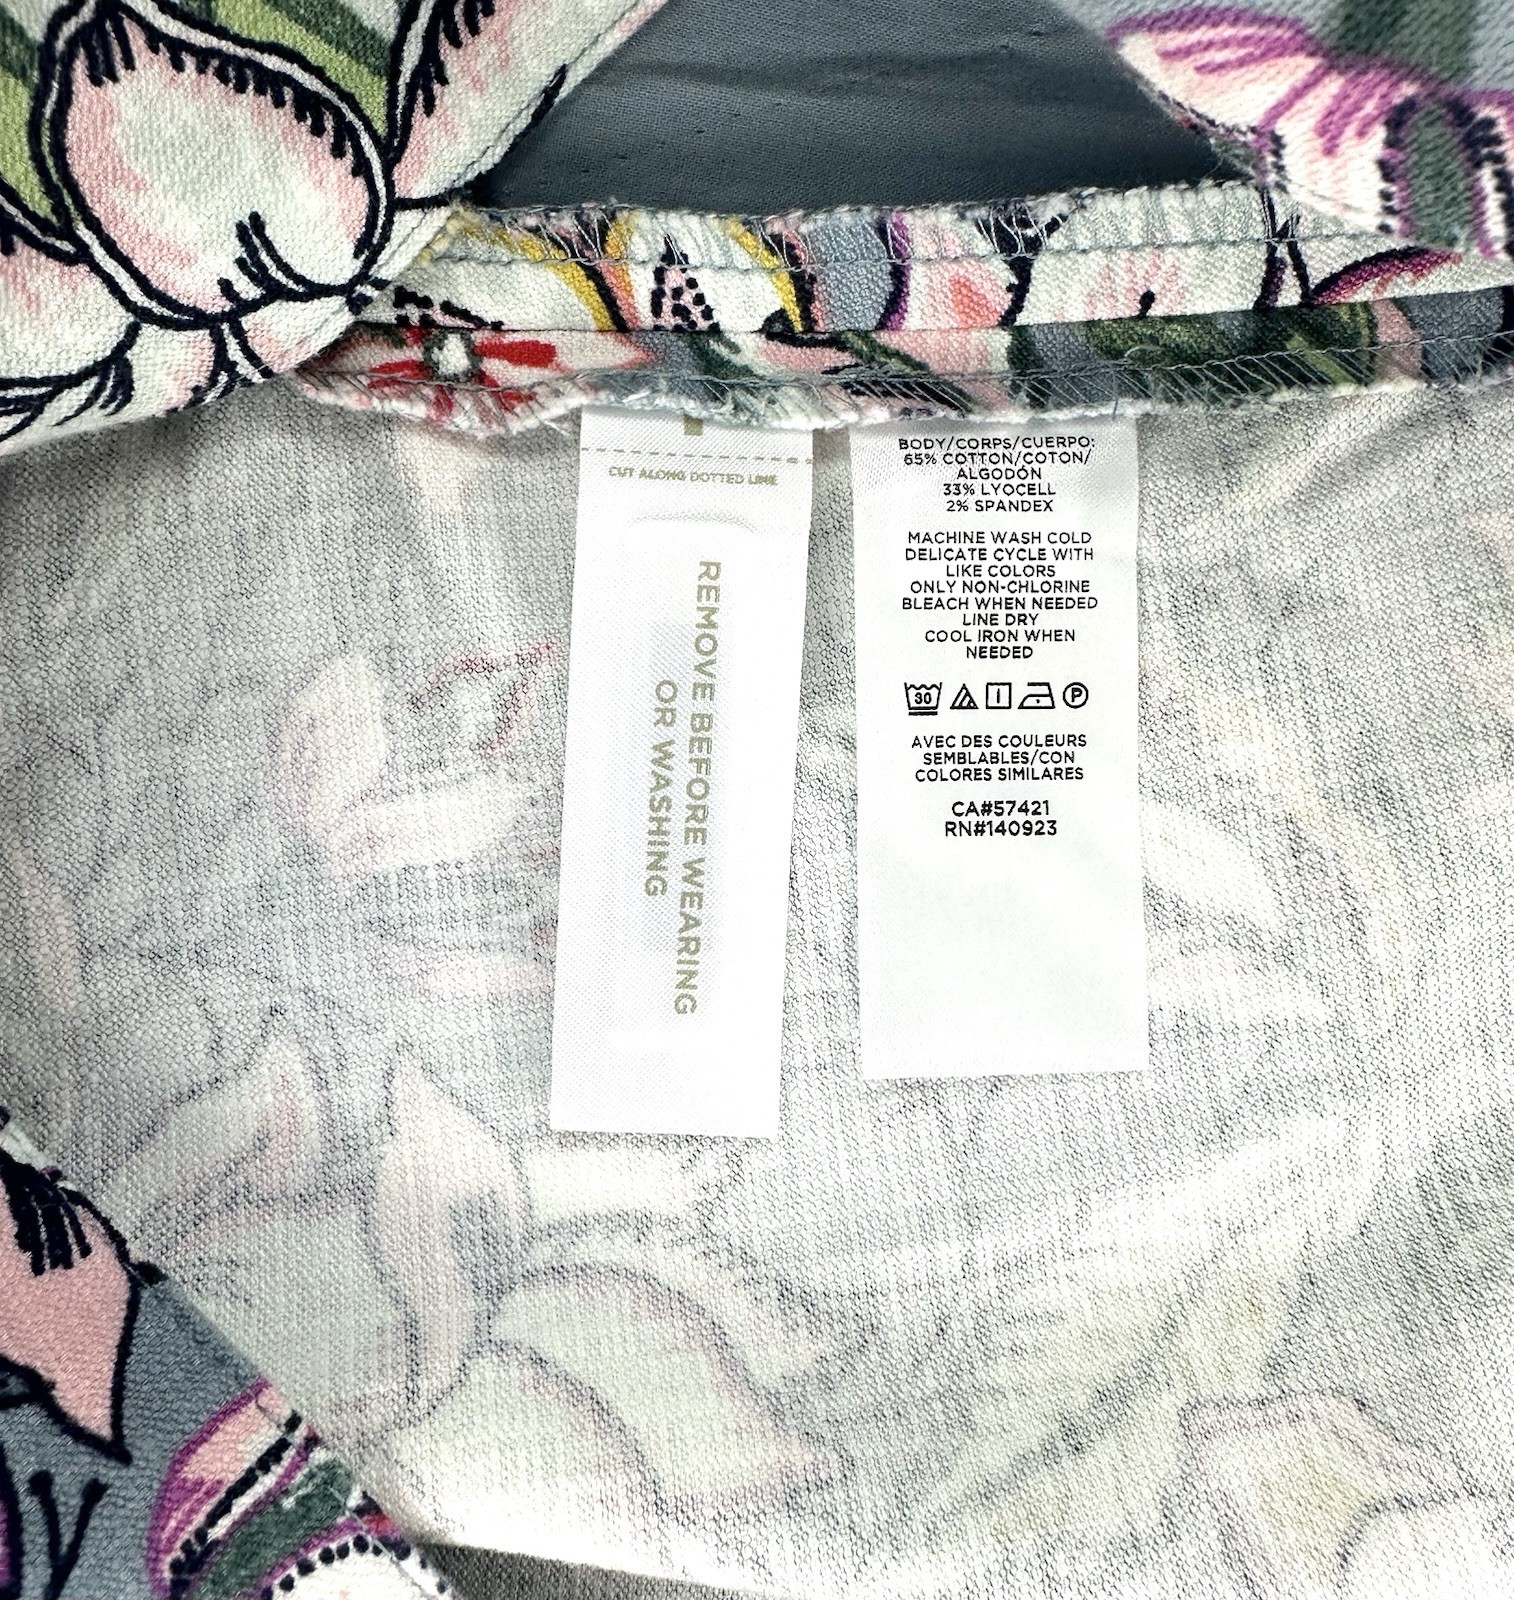 CUT ALONG DOTTED LINE
REMOVE BEFORE WEARING
OR WASHING
BODY/CORPS/CUERPO:
65% COTTON/COTON/
ALGODÓN
33% LYOCELL
2% SPANDEX
MACHINE WASH COLD
DELICATE CYCLE WITH
LIKE COLORS
ONLY NON-CHLORINE
BLEACH WHEN NEEDED
LINE DRY
COOL IRON WHEN
NEEDED
30 P
AVEC DES COULEURS
SEMBLABLES/CON
COLORES SIMILARES
CA#57421
RN#140923